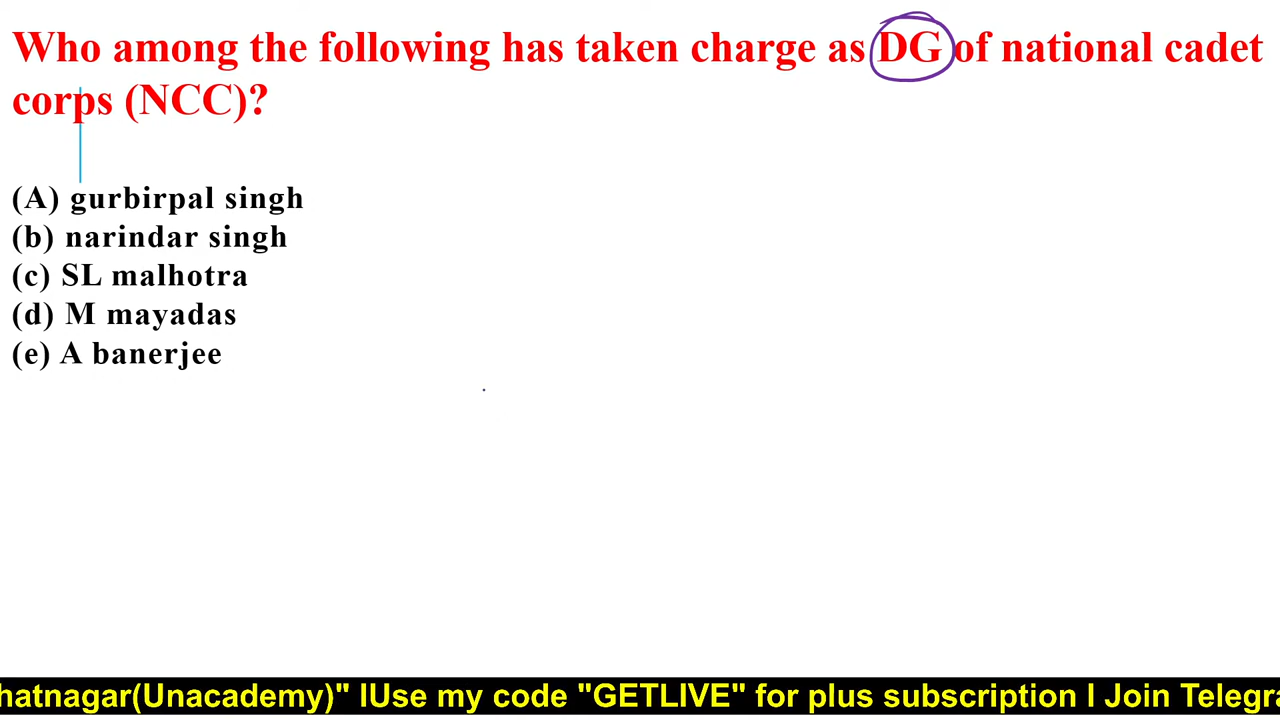 Who among the following has taken charge as DG of national cadet
corps (NCC)?
(A) gurbirpal singh
(b) narindar singh
(c) SL malhotra
(d) M mayadas
(e) A banerjee
hatnagar(Unacademy)" IUse my code "GETLIVE" for plus subscription I Join Telegra